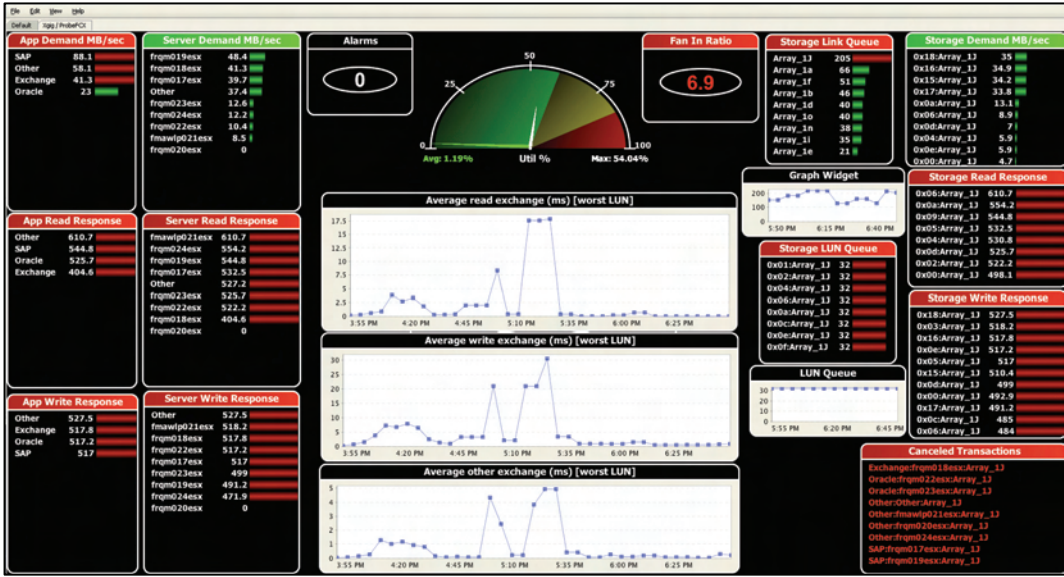 File Edit View Help
Default Xgig / ProbeFCX
App Demand MB/sec
SAP 88.1
Other 58.1
Exchange 41.3
Oracle 23
Server Demand MB/sec
frqm019esx 48.4
frqm018esx 41.3
frqm017esx 39.7
Other 37.4
frqm023esx 12.6
frqm024esx 12.2
frqm022esx 10.4
fmawlp021esx 8.5
frqm020esx 0
Alarms
0
0 25 50 75 100
Avg: 1.19% Util % Max: 54.04%
Fan In Ratio
6.9
Storage Link Queue
Array_1J 205
Array_1a 66
Array_1f 51
Array_1b 46
Array_1d 40
Array_1o 40
Array_1n 38
Array_1i 35
Array_1e 21
Storage Demand MB/sec
0x18:Array_1J 35
0x16:Array_1J 34.9
0x15:Array_1J 34.2
0x17:Array_1J 33.8
0x0a:Array_1J 13.1
0x06:Array_1J 8.9
0x0d:Array_1J 7
0x04:Array_1J 5.9
0x0e:Array_1J 5.9
0x00:Array_1J 4.7
App Read Response
Other 610.7
SAP 544.8
Oracle 525.7
Exchange 404.6
Server Read Response
fmawlp021esx 610.7
frqm024esx 554.2
frqm019esx 544.8
frqm017esx 532.5
Other 527.2
frqm023esx 525.7
frqm022esx 522.2
frqm018esx 404.6
frqm020esx 0
Average read exchange (ms) [worst LUN]
17.5
15.0
12.5
10.0
7.5
5.0
2.5
0
3:55 PM 4:20 PM 4:45 PM 5:10 PM 5:35 PM 6:00 PM 6:25 PM
Graph Widget
200
100
0
5:50 PM 6:15 PM 6:40 PM
Storage LUN Queue
0x01:Array_1J 32
0x02:Array_1J 32
0x04:Array_1J 32
0x06:Array_1J 32
0x0a:Array_1J 32
0x0c:Array_1J 32
0x0e:Array_1J 32
0x0f:Array_1J 32
Storage Read Response
0x06:Array_1J 610.7
0x0a:Array_1J 554.2
0x09:Array_1J 544.8
0x05:Array_1J 532.5
0x04:Array_1J 530.8
0x0d:Array_1J 525.7
0x02:Array_1J 522.2
0x00:Array_1J 498.1
App Write Response
Other 527.5
Exchange 517.8
Oracle 517.2
SAP 517
Server Write Response
Other 527.5
fmawlp021esx 518.2
frqm018esx 517.8
frqm022esx 517.2
frqm017esx 517
frqm023esx 499
frqm019esx 491.2
frqm024esx 471.9
frqm020esx 0
Average write exchange (ms) [worst LUN]
30
25
20
15
10
5
0
3:55 PM 4:20 PM 4:45 PM 5:10 PM 5:35 PM 6:00 PM 6:25 PM
LUN Queue
30
20
10
0
5:55 PM 6:20 PM 6:45 PM
Storage Write Response
0x18:Array_1J 527.5
0x03:Array_1J 518.2
0x16:Array_1J 517.8
0x0e:Array_1J 517.2
0x05:Array_1J 517
0x15:Array_1J 510.4
0x0d:Array_1J 499
0x00:Array_1J 492.9
0x17:Array_1J 491.2
0x0c:Array_1J 485
0x06:Array_1J 484
Average other exchange (ms) [worst LUN]
5
4
3
2
1
0
3:55 PM 4:20 PM 4:45 PM 5:10 PM 5:35 PM 6:00 PM 6:25 PM
Canceled Transactions
Exchange:frqm018esx:Array_1J
Oracle:frqm022esx:Array_1J
Oracle:frqm023esx:Array_1J
Other:Other:Array_1J
Other:fmawlp021esx:Array_1J
Other:frqm020esx:Array_1J
Other:frqm024esx:Array_1J
SAP:frqm017esx:Array_1J
SAP:frqm019esx:Array_1J